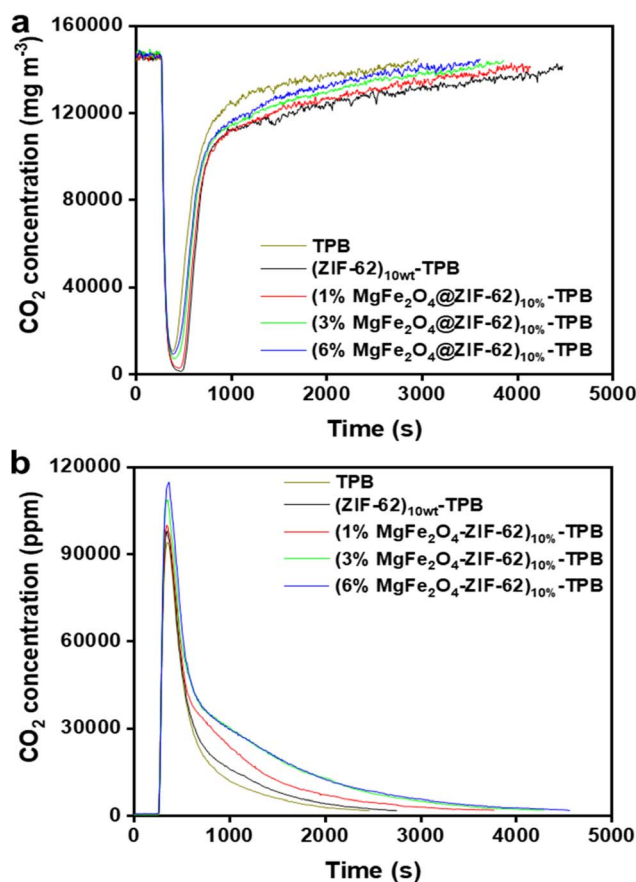 a
160000
120000
80000
40000
0
CO₂ concentration (mg m⁻³)
TPB
(ZIF-62)₁₀wt-TPB
(1% MgFe₂O₄@ZIF-62)₁₀%-TPB
(3% MgFe₂O₄@ZIF-62)₁₀%-TPB
(6% MgFe₂O₄@ZIF-62)₁₀%-TPB
0 1000 2000 3000 4000 5000
Time (s)
b
120000
90000
60000
30000
0
CO₂ concentration (ppm)
TPB
(ZIF-62)₁₀wt-TPB
(1% MgFe₂O₄-ZIF-62)₁₀%-TPB
(3% MgFe₂O₄-ZIF-62)₁₀%-TPB
(6% MgFe₂O₄-ZIF-62)₁₀%-TPB
0 1000 2000 3000 4000 5000
Time (s)